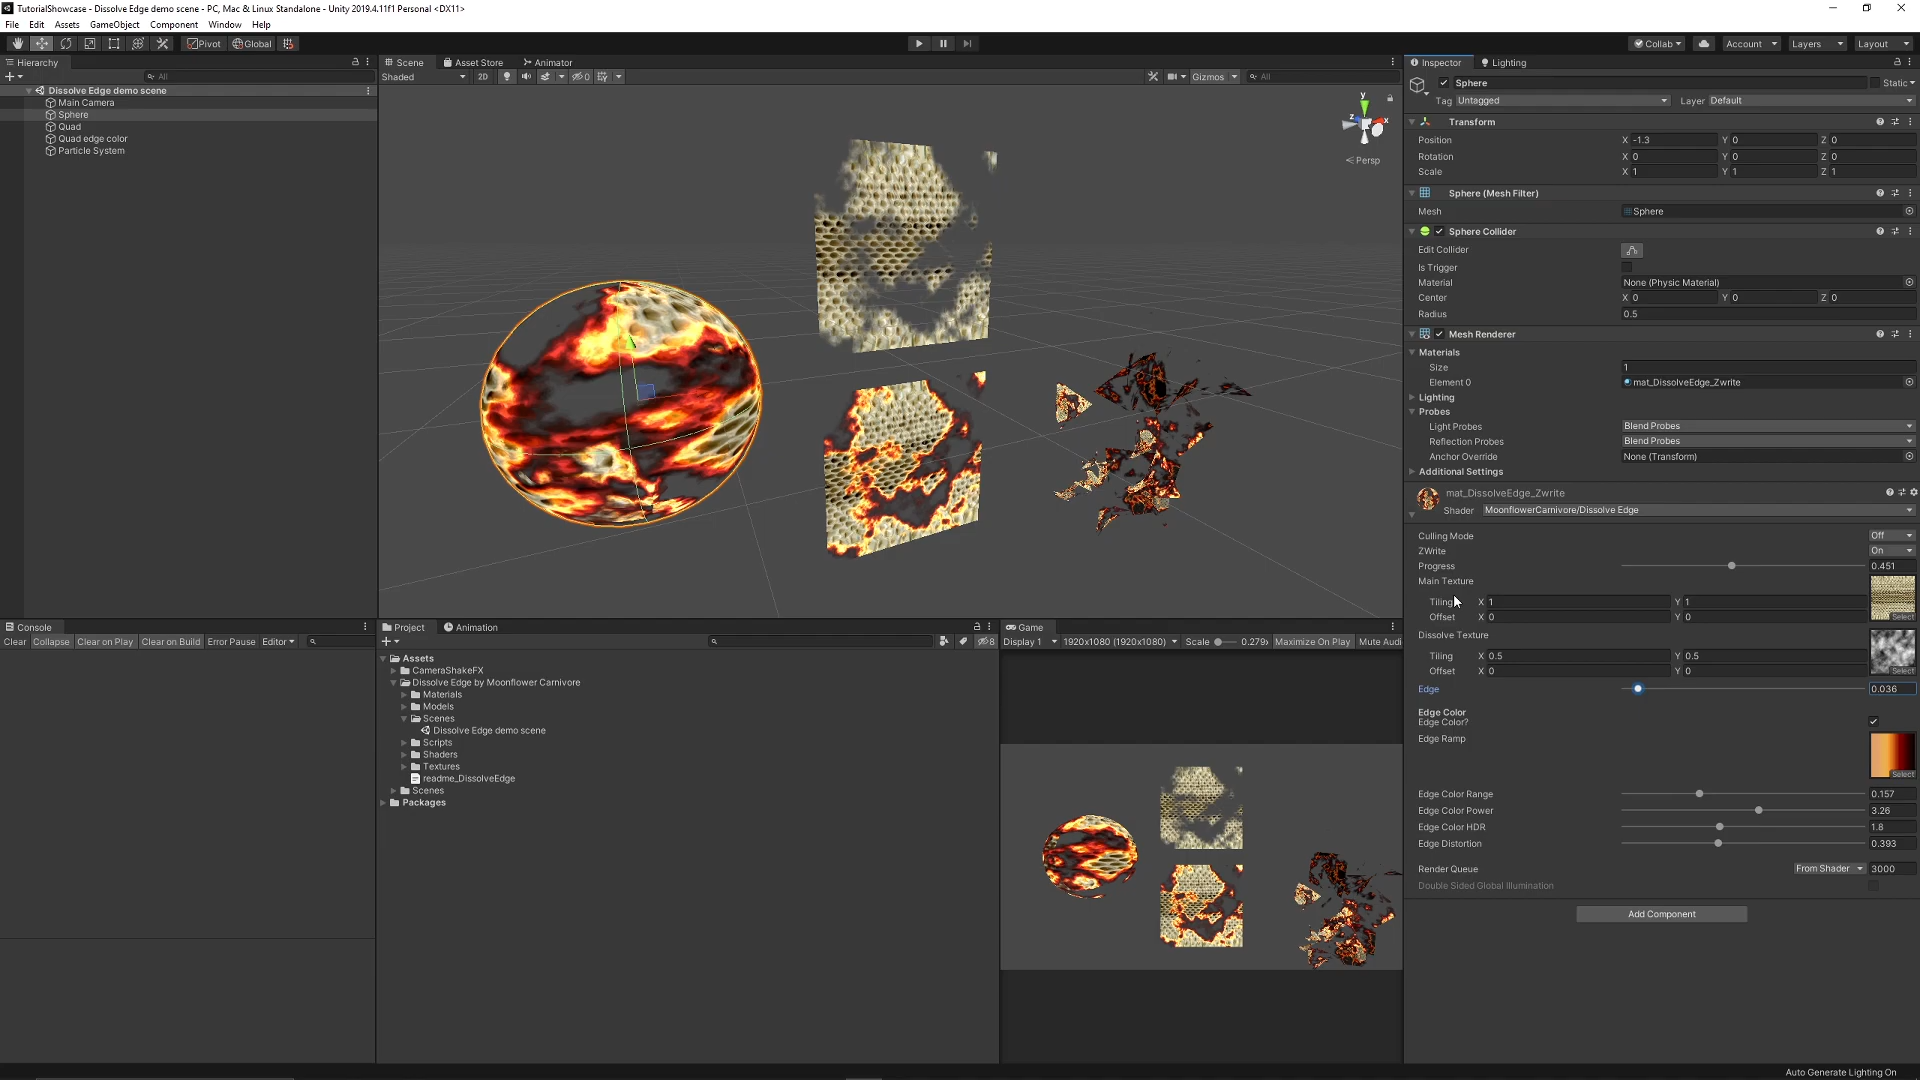 TutorialShowcase - Dissolve Edge demo scene - PC, Mac & Linux Standalone - Unity 2019.4.11f1 Personal <DX11>
File Edit Assets GameObject Component Window Help
Pivot Global Collab Account Layers Layout
Hierarchy
All
Dissolve Edge demo scene
Main Camera
Sphere
Quad
Quad edge color
Particle System
Scene Asset Store Animator
Shaded 2D 0 Gizmos All
y
z x
Persp
Inspector Lighting
Sphere Static
Tag Untagged Layer Default
Transform
Position X -1.3 Y 0 Z 0
Rotation X 0 Y 0 Z 0
Scale X 1 Y 1 Z 1
Sphere (Mesh Filter)
Mesh Sphere
Sphere Collider
Edit Collider
Is Trigger
Material None (Physic Material)
Center X 0 Y 0 Z 0
Radius 0.5
Mesh Renderer
Materials
Size 1
Element 0 mat_DissolveEdge_Zwrite
Lighting
Probes
Light Probes Blend Probes
Reflection Probes Blend Probes
Anchor Override None (Transform)
Additional Settings
mat_DissolveEdge_Zwrite
Shader MoonflowerCarnivore/Dissolve Edge
Culling Mode Off
ZWrite On
Progress 0.451
Main Texture
Tiling X 1 Y 1
Offset X 0 Y 0
Select
Dissolve Texture
Tiling X 0.5 Y 0.5
Offset X 0 Y 0
Select
Edge 0.036
Edge Color
Edge Color?
Edge Ramp
Select
Edge Color Range 0.157
Edge Color Power 3.26
Edge Color HDR 1.8
Edge Distortion 0.393
Render Queue From Shader 3000
Double Sided Global Illumination
Add Component
Console
Clear Collapse Clear on Play Clear on Build Error Pause Editor
Project Animation
8
Assets
CameraShakeFX
Dissolve Edge by Moonflower Carnivore
Materials
Models
Scenes
Dissolve Edge demo scene
Scripts
Shaders
Textures
readme_DissolveEdge
Scenes
Packages
Game
Display 1 1920x1080 (1920x1080) Scale 0.279x Maximize On Play Mute Audi
Auto Generate Lighting On